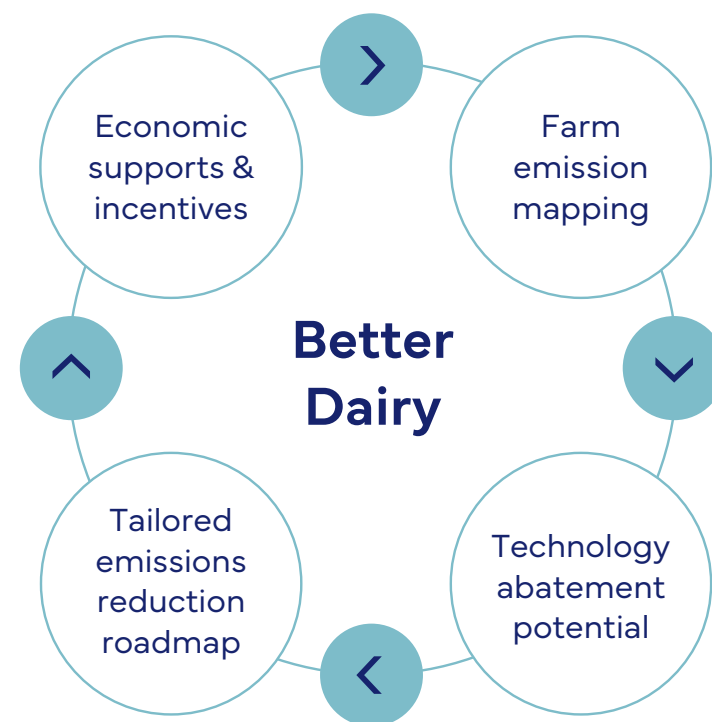 Economic
supports &
incentives
Farm
emission
mapping
Better
Dairy
Tailored
emissions
reduction
roadmap
Technology
abatement
potential